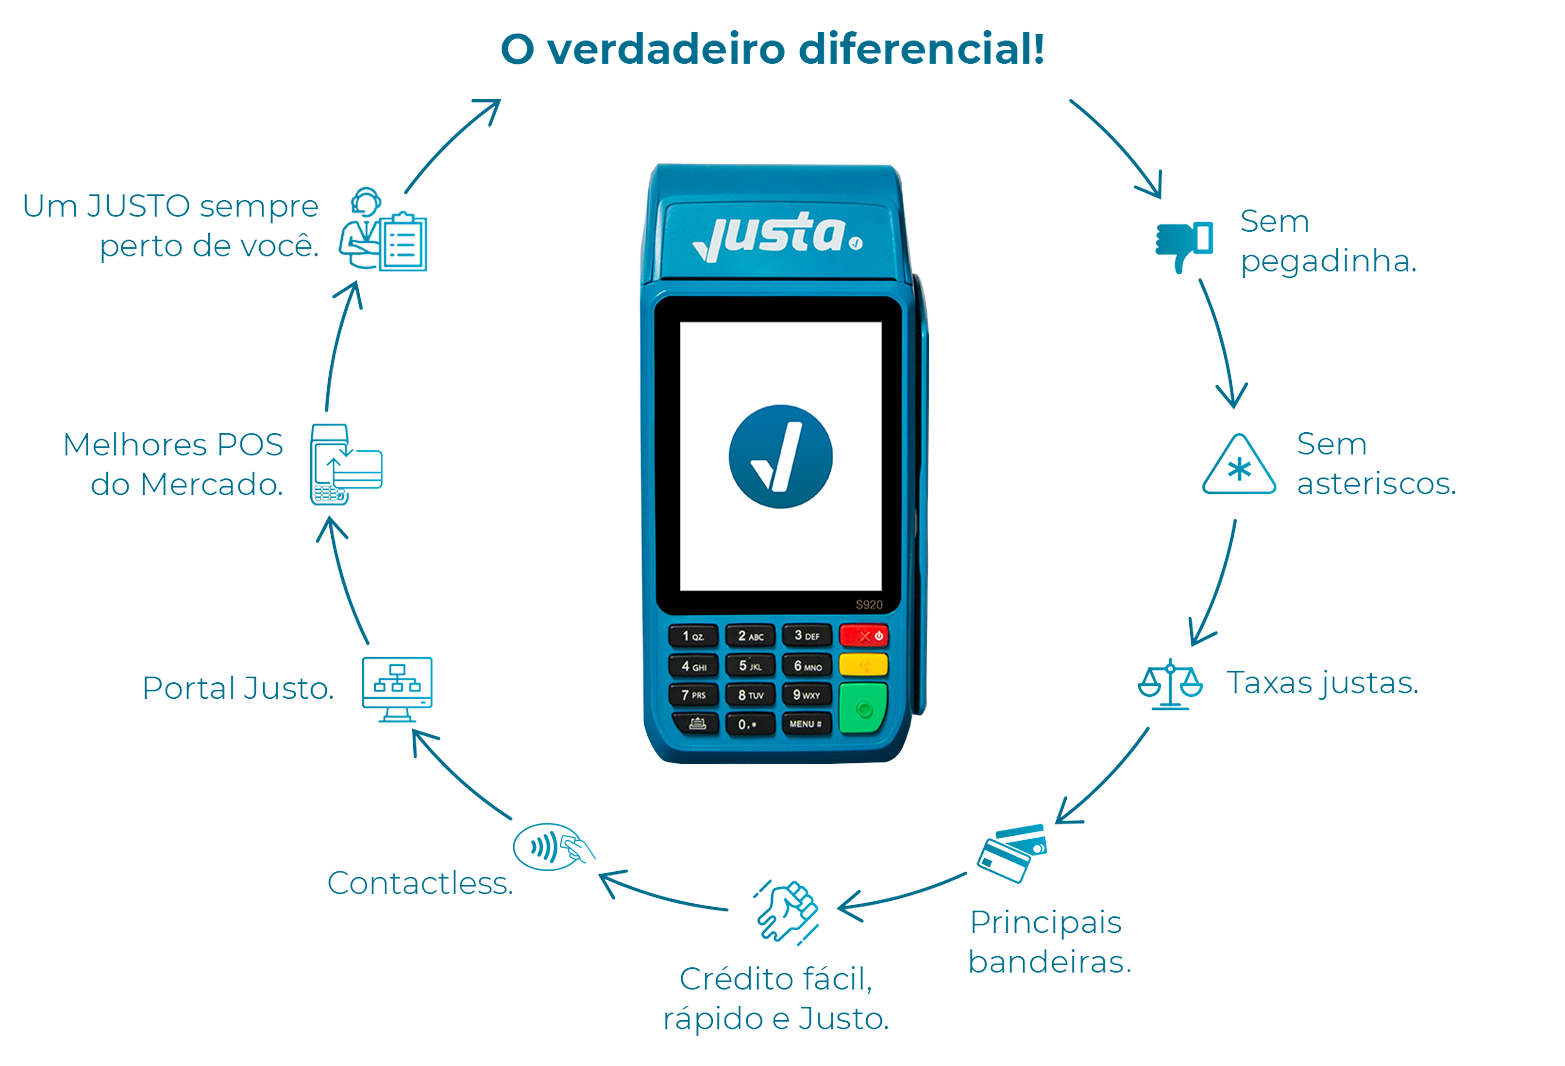 O verdadeiro diferencial!
Sem
pegadinha.
Sem
asteriscos.
Taxas justas.
Principais
bandeiras.
Crédito fácil,
rápido e Justo.
Contactless.
Portal Justo.
Melhores POS
do Mercado.
Um JUSTO sempre
perto de você.
justa.
S920
1 QZ. 2 ABC 3 DEF
4 GHI 5 JKL 6 MNO
7 PRS 8 TUV 9 WXY
0,* MENU #